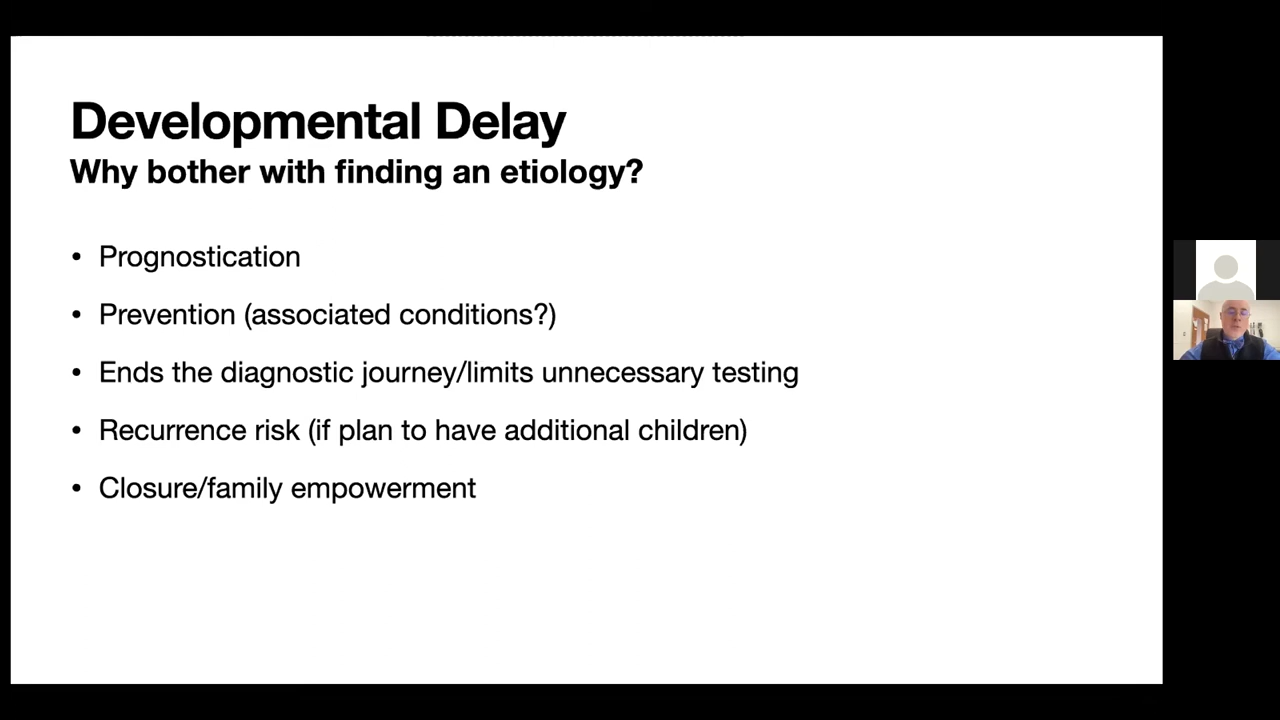 Developmental Delay
Why bother with finding an etiology?
• Prognostication
• Prevention (associated conditions?)
• Ends the diagnostic journey/limits unnecessary testing
• Recurrence risk (if plan to have additional children)
• Closure/family empowerment